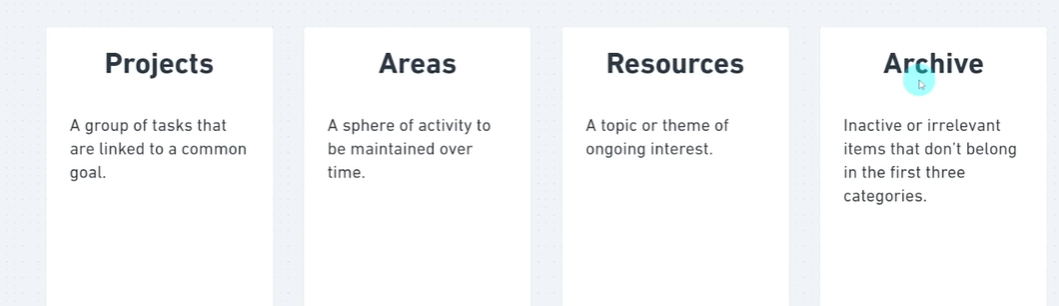 Projects
A group of tasks that
are linked to a common
goal.
Areas
A sphere of activity to
be maintained over
time.
Resources
A topic or theme of
ongoing interest.
Archive
Inactive or irrelevant
items that don't belong
in the first three
categories.